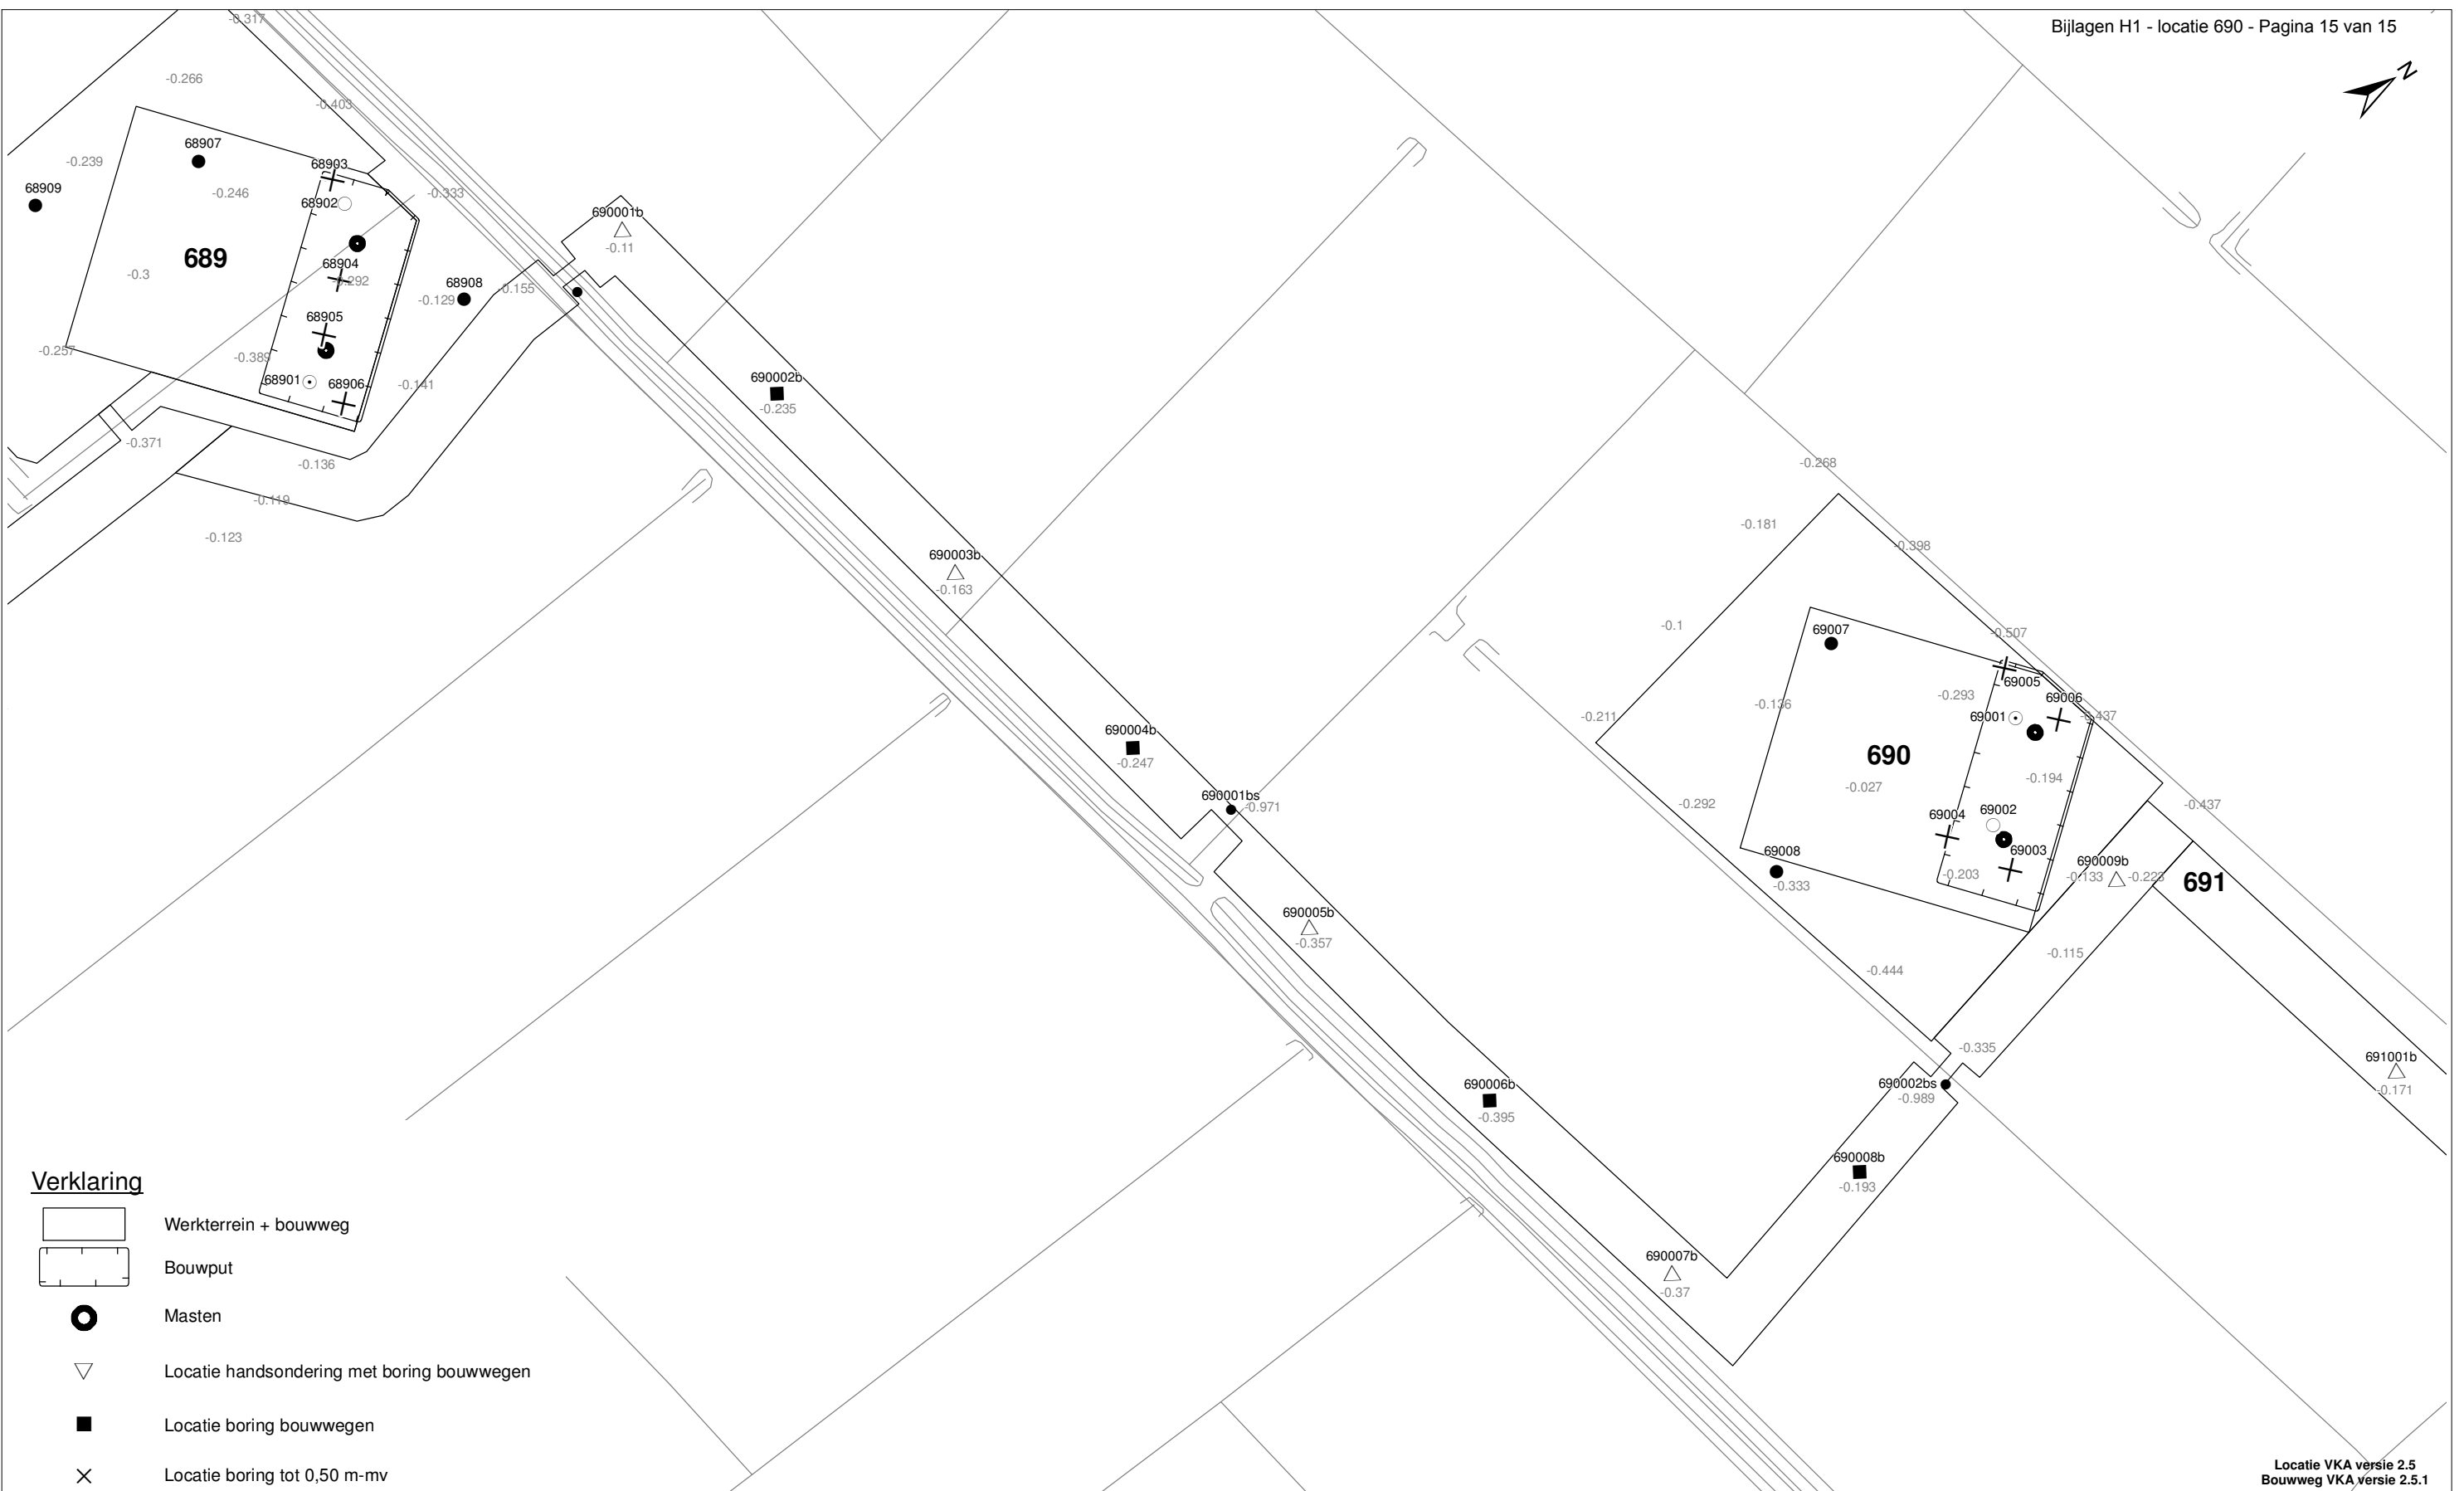 Bijlagen H1 - locatie 690 - Pagina 15 van 15
N
-0.317
-0.266
-0.403
68907
-0.239
68903
68909
-0.246
-0.333
68902
690001b
-0.11
689
68904
-0.3
-0.292
68908
-0.129
-0.155
68905
-0.257
-0.389
68901
68906
-0.141
690002b
-0.235
-0.371
-0.136
-0.119
-0.123
-0.268
-0.181
-0.398
690003b
-0.163
-0.1
69007
-0.507
69005
-0.293
69006
-0.136
69001
-0.437
-0.211
690004b
-0.247
690
-0.194
-0.027
690001bs
-0.971
-0.292
-0.437
69004
69002
69008
-0.333
69003
-0.203
690009b
-0.133
-0.223
691
690005b
-0.357
-0.115
-0.444
-0.335
690002bs
-0.989
691001b
-0.171
690006b
-0.395
690008b
-0.193
690007b
-0.37
Verklaring
Werkterrein + bouwweg
Bouwput
Masten
Locatie handsondering met boring bouwwegen
Locatie boring bouwwegen
Locatie boring tot 0,50 m-mv
Locatie VKA versie 2.5
Bouwweg VKA versie 2.5.1